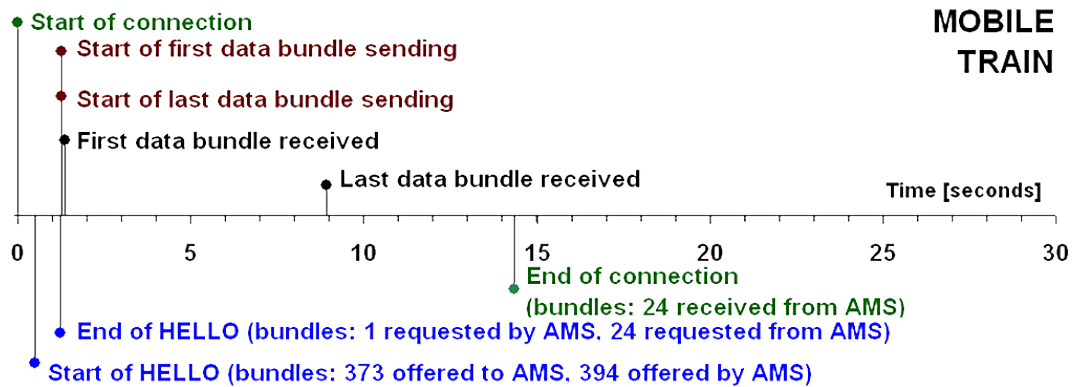 Start of connection
MOBILE
TRAIN
Start of first data bundle sending
Start of last data bundle sending
First data bundle received
Last data bundle received
Time [seconds]
0 5 10 15 20 25 30
End of connection
(bundles: 24 received from AMS)
End of HELLO (bundles: 1 requested by AMS, 24 requested from AMS)
Start of HELLO (bundles: 373 offered to AMS, 394 offered by AMS)